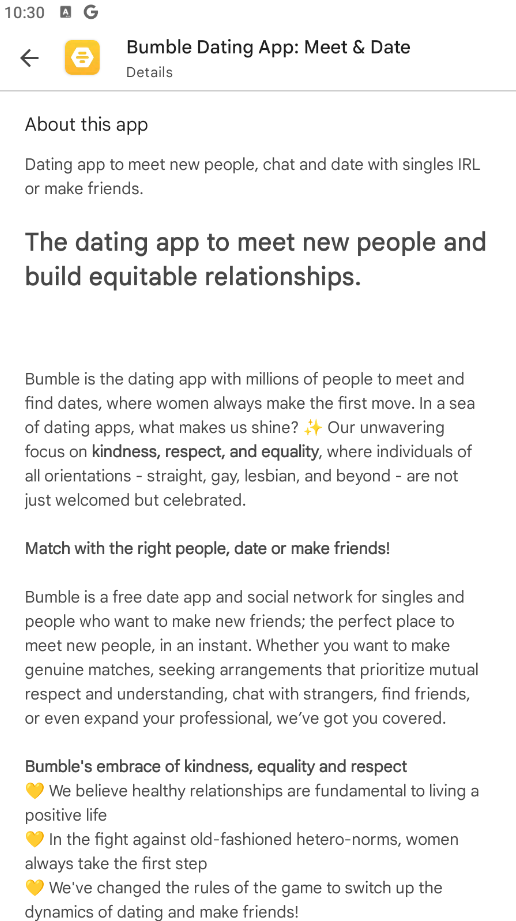 10:30
Bumble Dating App: Meet & Date
Details
About this app
Dating app to meet new people, chat and date with singles IRL
or make friends.
The dating app to meet new people and
build equitable relationships.
Bumble is the dating app with millions of people to meet and
find dates, where women always make the first move. In a sea
of dating apps, what makes us shine? ✨ Our unwavering
focus on kindness, respect, and equality, where individuals of
all orientations - straight, gay, lesbian, and beyond - are not
just welcomed but celebrated.
Match with the right people, date or make friends!
Bumble is a free date app and social network for singles and
people who want to make new friends; the perfect place to
meet new people, in an instant. Whether you want to make
genuine matches, seeking arrangements that prioritize mutual
respect and understanding, chat with strangers, find friends,
or even expand your professional, we’ve got you covered.
Bumble's embrace of kindness, equality and respect
💛 We believe healthy relationships are fundamental to living a
positive life
💛 In the fight against old-fashioned hetero-norms, women
always take the first step
💛 We've changed the rules of the game to switch up the
dynamics of dating and make friends!